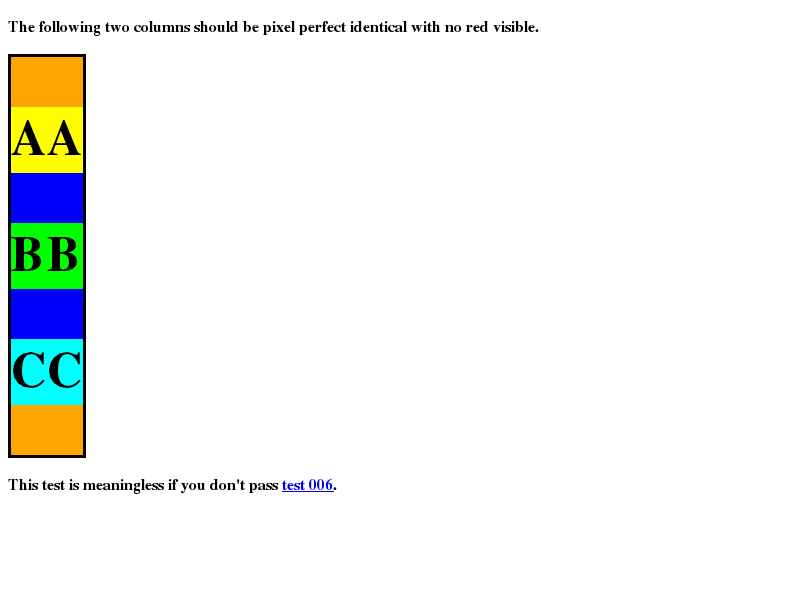 The following two columns should be pixel perfect identical with no red visible.
AA
BB
CC
This test is meaningless if you don't pass test 006.